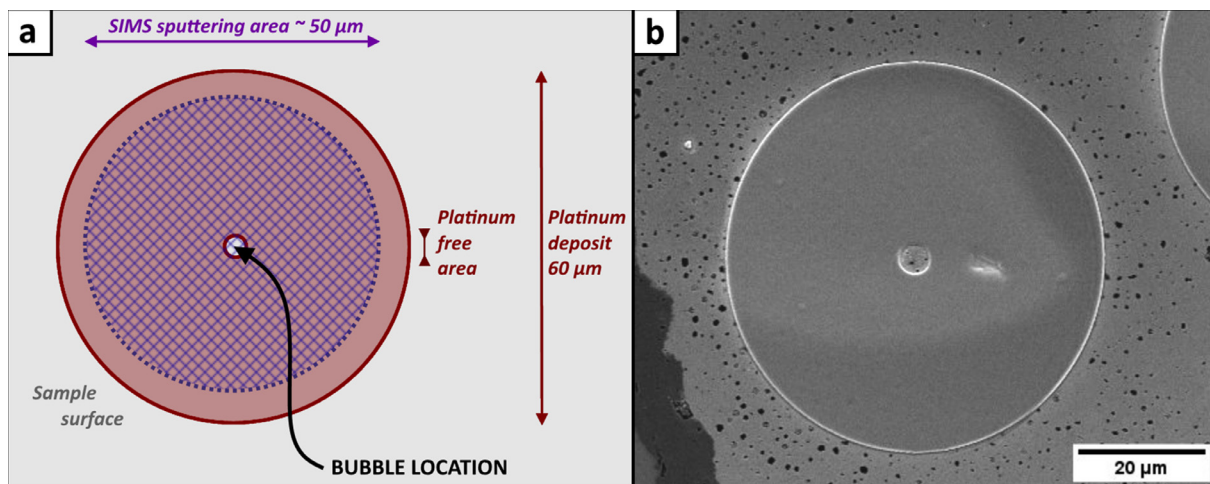 a
SIMS sputtering area ~ 50 µm
Platinum
free
area
Platinum
deposit
60 µm
Sample
surface
BUBBLE LOCATION
b
20 µm